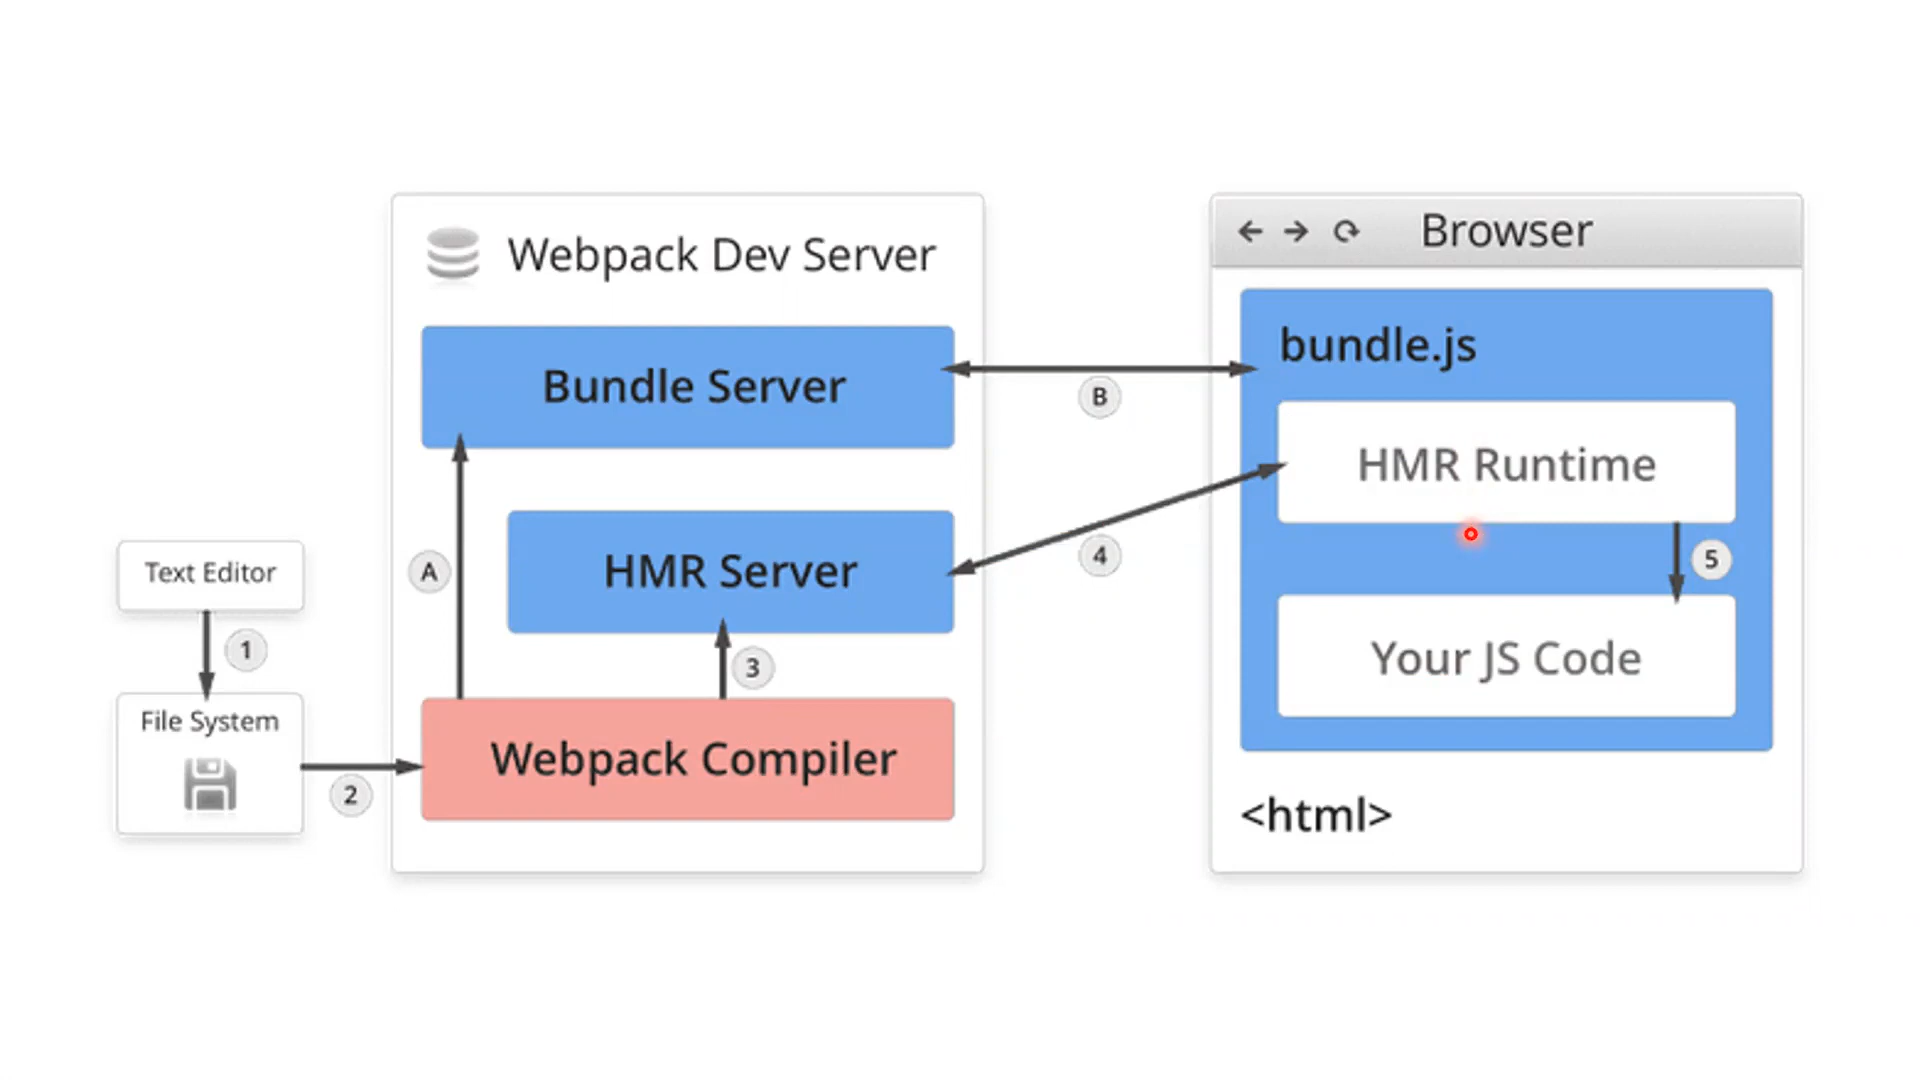 Webpack Dev Server
Bundle Server
A
HMR Server
3
Webpack Compiler
Text Editor
1
File System
2
B
4
Browser
bundle.js
HMR Runtime
5
Your JS Code
<html>